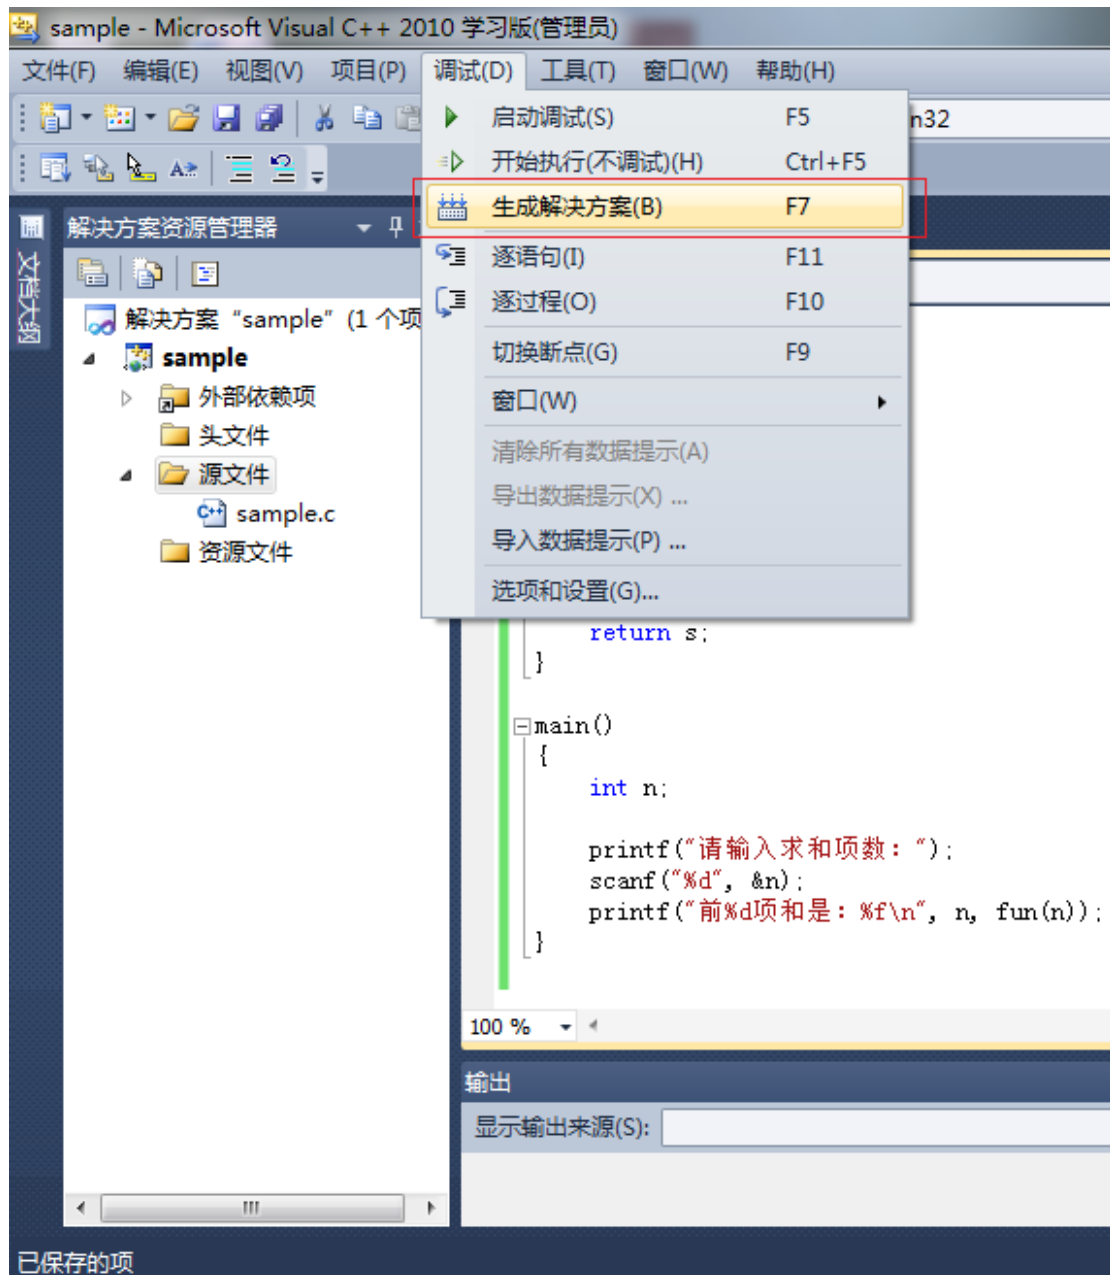 sample - Microsoft Visual C++ 2010 学习版(管理员)
文件(F) 编辑(E) 视图(V) 项目(P) 调试(D) 工具(T) 窗口(W) 帮助(H)
启动调试(S) F5
n32
开始执行(不调试)(H) Ctrl+F5
生成解决方案(B) F7
逐语句(I) F11
逐过程(O) F10
切换断点(G) F9
窗口(W)
清除所有数据提示(A)
导出数据提示(X) ...
导入数据提示(P) ...
选项和设置(G)...
文档大纲
解决方案资源管理器
解决方案 “sample” (1 个项
sample
外部依赖项
头文件
源文件
sample.c
资源文件
return s;
}
main()
{
int n;
printf("请输入求和项数: ");
scanf("%d", &n);
printf("前%d项和是: %f\n", n, fun(n));
}
100 %
输出
显示输出来源(S):
已保存的项